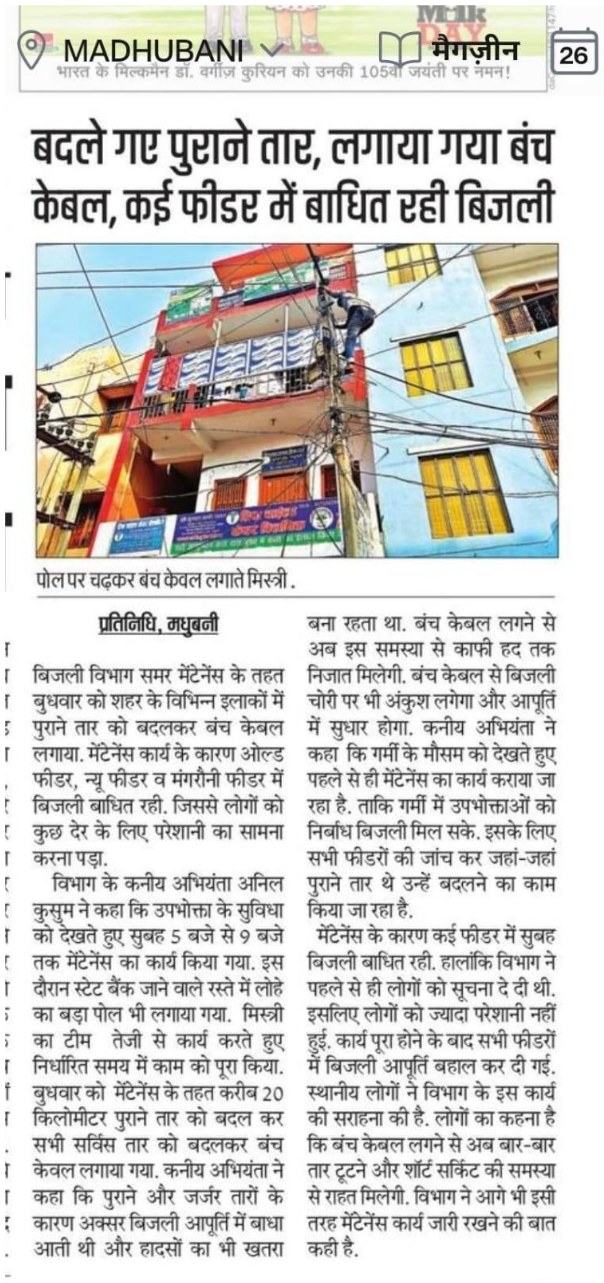 Milk
DAY
MADHUBANI
मैगज़ीन
26
भारत के मिल्कमैन डॉ. वर्गीज़ कुरियन को उनकी 105वीं जयंती पर नमन!
बदले गए पुराने तार, लगाया गया बंच
केबल, कई फीडर में बाधित रही बिजली
पोल पर चढ़कर बंच केवल लगाते मिस्त्री.
प्रतिनिधि, मधुबनी
बिजली विभाग समर मेंटेनेंस के तहत
बुधवार को शहर के विभिन्न इलाकों में
पुराने तार को बदलकर बंच केबल
लगाया. मेंटेनेंस कार्य के कारण ओल्ड
फीडर, न्यू फीडर व मंगरौनी फीडर में
बिजली बाधित रही. जिससे लोगों को
कुछ देर के लिए परेशानी का सामना
करना पड़ा.
विभाग के कनीय अभियंता अनिल
कुसुम ने कहा कि उपभोक्ता के सुविधा
को देखते हुए सुबह 5 बजे से 9 बजे
तक मेंटेनेंस का कार्य किया गया. इस
दौरान स्टेट बैंक जाने वाले रस्ते में लोहे
का बड़ा पोल भी लगाया गया. मिस्त्री
का टीम तेजी से कार्य करते हुए
निर्धारित समय में काम को पूरा किया.
बुधवार को मेंटेनेंस के तहत करीब 20
किलोमीटर पुराने तार को बदल कर
सभी सर्विस तार को बदलकर बंच
केवल लगाया गया. कनीय अभियंता ने
कहा कि पुराने और जर्जर तारों के
कारण अक्सर बिजली आपूर्ति में बाधा
आती थी और हादसों का भी खतरा
बना रहता था. बंच केबल लगने से
अब इस समस्या से काफी हद तक
निजात मिलेगी. बंच केबल से बिजली
चोरी पर भी अंकुश लगेगा और आपूर्ति
में सुधार होगा. कनीय अभियंता ने
कहा कि गर्मी के मौसम को देखते हुए
पहले से ही मेंटेनेंस का कार्य कराया जा
रहा है. ताकि गर्मी में उपभोक्ताओं को
निर्बाध बिजली मिल सके. इसके लिए
सभी फीडरों की जांच कर जहां-जहां
पुराने तार थे उन्हें बदलने का काम
किया जा रहा है.
मेंटेनेंस के कारण कई फीडर में सुबह
बिजली बाधित रही. हालांकि विभाग ने
पहले से ही लोगों को सूचना दे दी थी.
इसलिए लोगों को ज्यादा परेशानी नहीं
हुई. कार्य पूरा होने के बाद सभी फीडरों
में बिजली आपूर्ति बहाल कर दी गई.
स्थानीय लोगों ने विभाग के इस कार्य
की सराहना की है. लोगों का कहना है
कि बंच केबल लगने से अब बार-बार
तार टूटने और शॉर्ट सर्किट की समस्या
से राहत मिलेगी. विभाग ने आगे भी इसी
तरह मेंटेनेंस कार्य जारी रखने की बात
कही है.